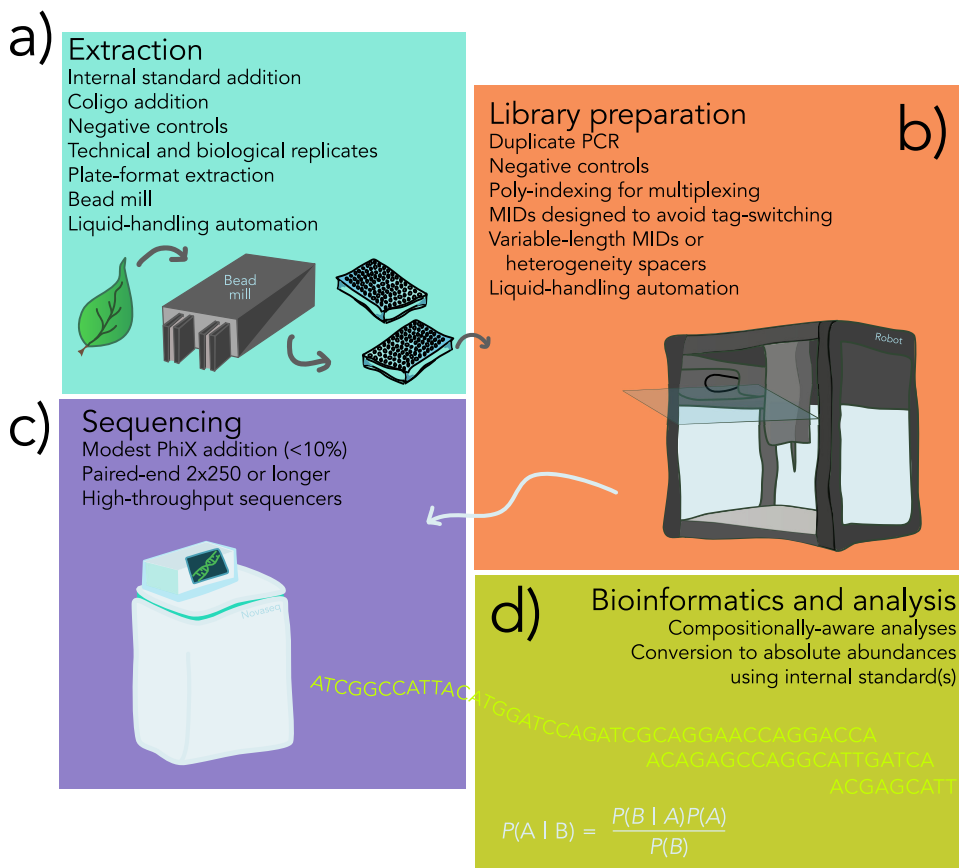 a)
Extraction
Internal standard addition
Coligo addition
Negative controls
Technical and biological replicates
Plate-format extraction
Bead mill
Liquid-handling automation
Bead
mill
b)
Library preparation
Duplicate PCR
Negative controls
Poly-indexing for multiplexing
MIDs designed to avoid tag-switching
Variable-length MIDs or
heterogeneity spacers
Liquid-handling automation
Robot
c)
Sequencing
Modest PhiX addition (<10%)
Paired-end 2x250 or longer
High-throughput sequencers
Novaseq
d)
Bioinformatics and analysis
Compositionally-aware analyses
Conversion to absolute abundances
using internal standard(s)
ATCGGCCATTACATGGATCCAGATCGCAGGAACCAGGACCA
ACAGAGCCAGGCATTGATCA
ACGAGCATT
P(A | B) = P(B | A)P(A)
P(B)